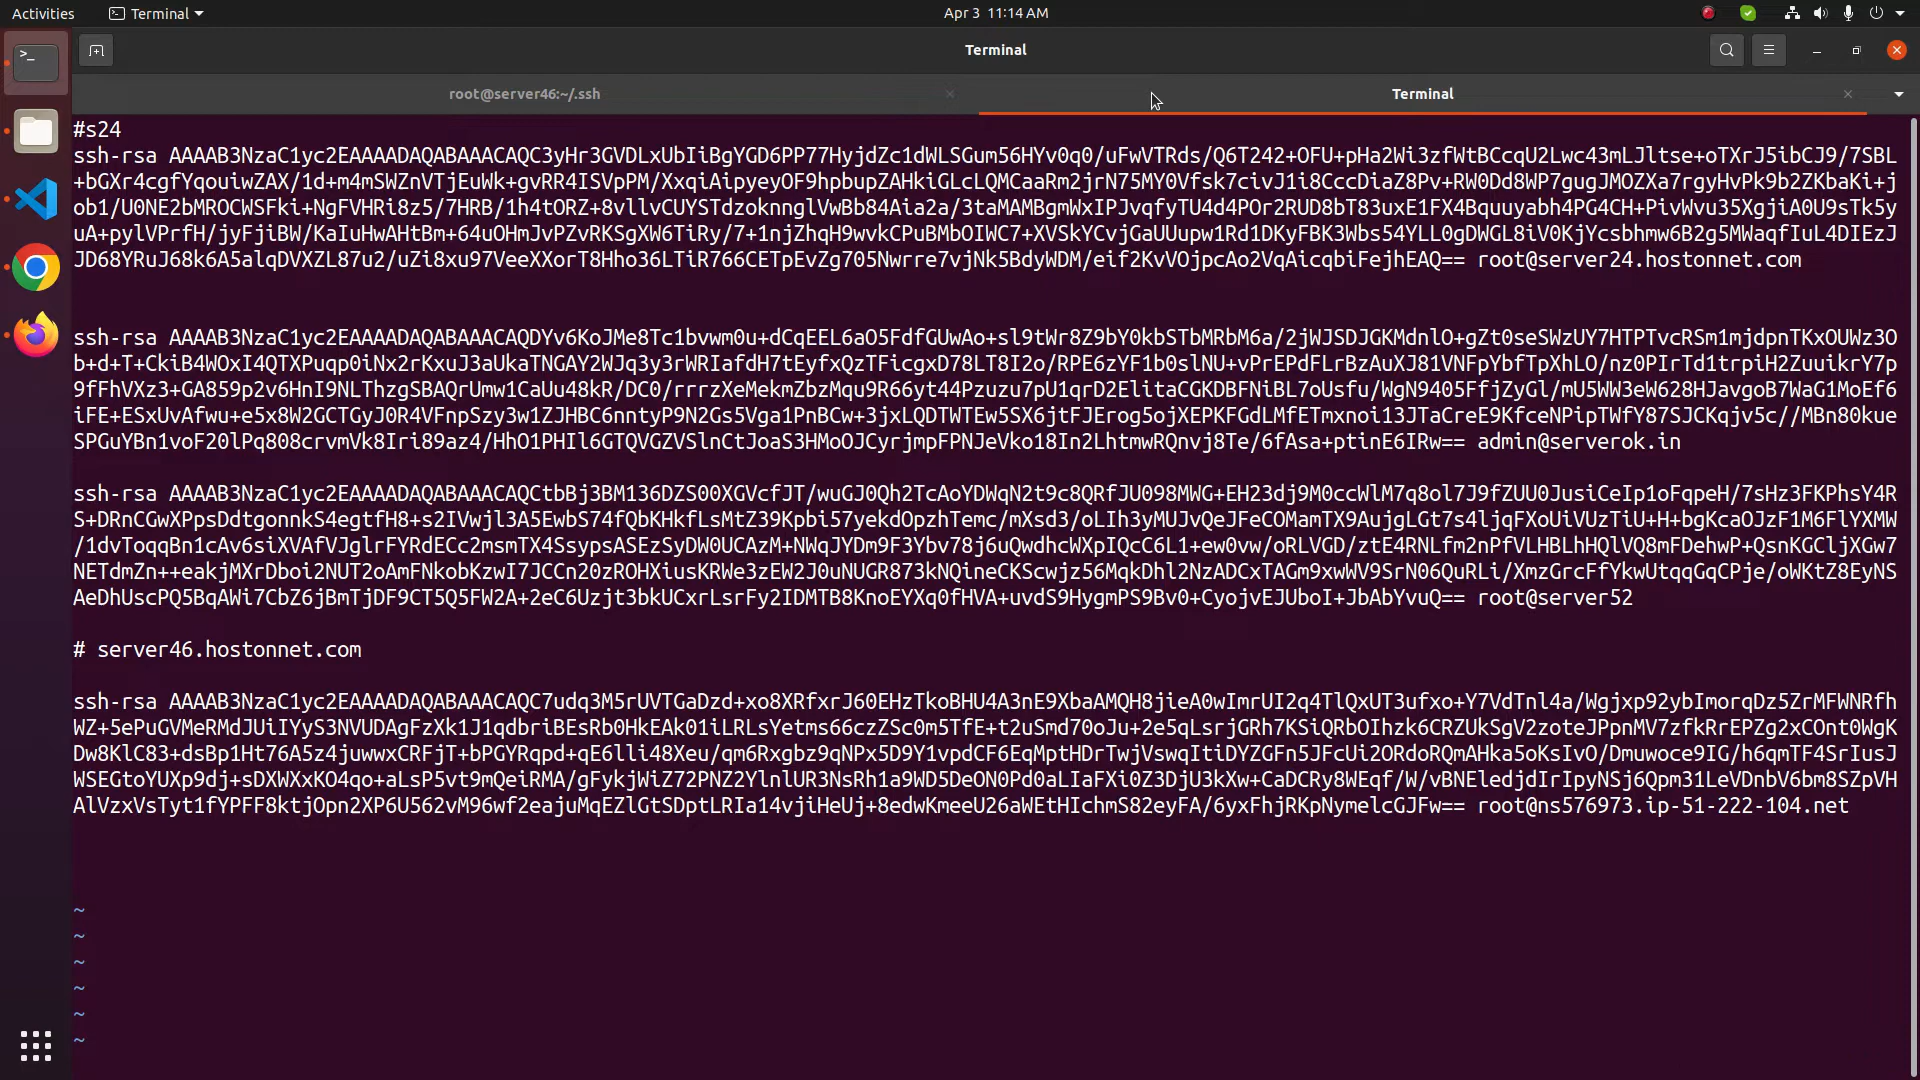 Activities
Terminal
Apr 3 11:14 AM
Terminal
root@server46:~/.ssh
Terminal
#s24
ssh-rsa AAAAB3NzaC1yc2EAAAADAQABAAACAQC3yHr3GVDLxUbIiBgYGD6PP77HyjdZc1dWLSGum56HYv0q0/uFwVTRds/Q6T242+OFU+pHa2Wi3zfWtBCcqU2Lwc43mLJltse+oTXrJ5ibCJ9/7SBL
+bGXr4cgfYqouiwZAX/1d+m4mSWZnVTjEuWk+gvRR4ISVpPM/XxqiAipyeyOF9hpbupZAHkiGLcLQMCaaRm2jrN75MY0Vfsk7civJ1i8CccDiaZ8Pv+RW0Dd8WP7gugJMOZXa7rgyHvPk9b2ZKbaKi+j
ob1/U0NE2bMROCWSFki+NgFVHRi8z5/7HRB/1h4tORZ+8vllvCUYSTdzoknnglVwBb84Aia2a/3taMAMBgmWxIPJvqfyTU4d4POr2RUD8bT83uxE1FX4Bquuyabh4PG4CH+PivWvu35XgjiA0U9sTk5y
uA+pylVPrfH/jyFjiBW/KaIuHwAHtBm+64uOHmJvPZvRKSgXW6TiRy/7+1njZhqH9wvkCPuBMbOIWC7+XVSkYCvjGaUUupw1Rd1DKyFBK3Wbs54YLL0gDWGL8iV0KjYcsbhmw6B2g5MWaqfIuL4DIEzJ
JD68YRuJ68k6A5alqDVXZL87u2/uZi8xu97VeeXXorT8Hho36LTiR766CETpEvZg705Nwrre7vjNk5BdyWDM/eif2KvVOjpcAo2VqAicqbiFejhEAQ== root@server24.hostonnet.com
ssh-rsa AAAAB3NzaC1yc2EAAAADAQABAAACAQDYv6KoJMe8Tc1bvwm0u+dCqEEL6aO5FdfGUwAo+sl9tWr8Z9bY0kbSTbMRbM6a/2jWJSDJGKMdnlO+gZt0seSWzUY7HTPTvcRSm1mjdpnTKxOUWz3O
b+d+T+CkiB4WOxI4QTXPuqp0iNx2rKxuJ3aUkaTNGAY2WJq3y3rWRIafdH7tEyfxQzTFicgxD78LT8I2o/RPE6zYF1b0slNU+vPrEPdFLrBzAuXJ81VNFpYbfTpXhLO/nz0PIrTd1trpiH2ZuuikrY7p
9fFhVXz3+GA859p2v6HnI9NLThzgSBAQrUmw1CaUu48kR/DC0/rrrzXeMekmZbzMqu9R66yt44Pzuzu7pU1qrD2ElitaCGKDBFNiBL7oUsfu/WgN9405FfjZyGl/mU5WW3eW628HJavgoB7WaG1MoEf6
iFE+ESxUvAfwu+e5x8W2GCTGyJ0R4VFnpSzy3w1ZJHBC6nntyP9N2Gs5Vga1PnBCw+3jxLQDTWTEw5SX6jtFJErog5ojXEPKFGdLMfETmxnoi13JTaCreE9KfceNPipTWfY87SJCKqjv5c//MBn80kue
SPGuYBn1voF20lPq808crvmVk8Iri89az4/HhO1PHIl6GTQVGZVSlnCtJoaS3HMoOJCyrjmpFPNJeVko18In2LhtmwRQnvj8Te/6fAsa+ptinE6IRw== admin@serverok.in
ssh-rsa AAAAB3NzaC1yc2EAAAADAQABAAACAQCtbBj3BM136DZS00XGVcfJT/wuGJ0Qh2TcAoYDWqN2t9c8QRfJU098MWG+EH23dj9M0ccWlM7q8ol7J9fZUU0JusiCeIp1oFqpeH/7sHz3FKPhsY4R
S+DRnCGwXPpsDdtgonnkS4egtfH8+s2IVwjl3A5EwbS74fQbKHkfLsMtZ39Kpbi57yekdOpzhTemc/mXsd3/oLIh3yMUJvQeJFeCOMamTX9AujgLGt7s4ljqFXoUiVUzTiU+H+bgKcaOJzF1M6FlYXMW
/1dvToqqBn1cAv6siXVAfVJglrFYRdECc2msmTX4SsypsASEzSyDW0UCAzM+NWqJYDm9F3Ybv78j6uQwdhcWXpIQcC6L1+ew0vw/oRLVGD/ztE4RNLfm2nPfVLHBLhHQlVQ8mFDehwP+QsnKGCljXGw7
NETdmZn++eakjMXrDboi2NUT2oAmFNkobKzwI7JCCn20zROHXiusKRWe3zEW2J0uNUGR873kNQineCKScwjz56MqkDhl2NzADCxTAGm9xwWV9SrN06QuRLi/XmzGrcFfYkwUtqqGqCPje/oWKtZ8EyNS
AeDhUscPQ5BqAWi7CbZ6jBmTjDF9CT5Q5FW2A+2eC6Uzjt3bkUCxrLsrFy2IDMTB8KnoEYXq0fHVA+uvdS9HygmPS9Bv0+CyojvEJUboI+JbAbYvuQ== root@server52
# server46.hostonnet.com
ssh-rsa AAAAB3NzaC1yc2EAAAADAQABAAACAQC7udq3M5rUVTGaDzd+xo8XRfxrJ60EHzTkoBHU4A3nE9XbaAMQH8jieA0wImrUI2q4TlQxUT3ufxo+Y7VdTnl4a/Wgjxp92ybImorqDz5ZrMFWNRfh
WZ+5ePuGVMeRMdJUiIYyS3NVUDAgFzXk1J1qdbriBEsRb0HkEAk01iLRLsYetms66czZSc0m5TfE+t2uSmd70oJu+2e5qLsrjGRh7KSiQRbOIhzk6CRZUkSgV2zoteJPpnMV7zfkRrEPZg2xCOnt0WgK
Dw8KlC83+dsBp1Ht76A5z4juwwxCRFjT+bPGYRqpd+qE6lli48Xeu/qm6Rxgbz9qNPx5D9Y1vpdCF6EqMptHDrTwjVswqItiDYZGFn5JFcUi2ORdoRQmAHka5oKsIvO/Dmuwoce9IG/h6qmTF4SrIusJ
WSEGtoYUXp9dj+sDXWXxKO4qo+aLsP5vt9mQeiRMA/gFykjWiZ72PNZ2YlnlUR3NsRh1a9WD5DeON0Pd0aLIaFXi0Z3DjU3kXw+CaDCRy8WEqf/W/vBNEledjdIrIpyNSj6Qpm31LeVDnbV6bm8SZpVH
AlVzxVsTyt1fYPFF8ktjOpn2XP6U562vM96wf2eajuMqEZlGtSDptLRIa14vjiHeUj+8edwKmeeU26aWEtHIchmS82eyFA/6yxFhjRKpNymelcGJFw== root@ns576973.ip-51-222-104.net
~
~
~
~
~
~